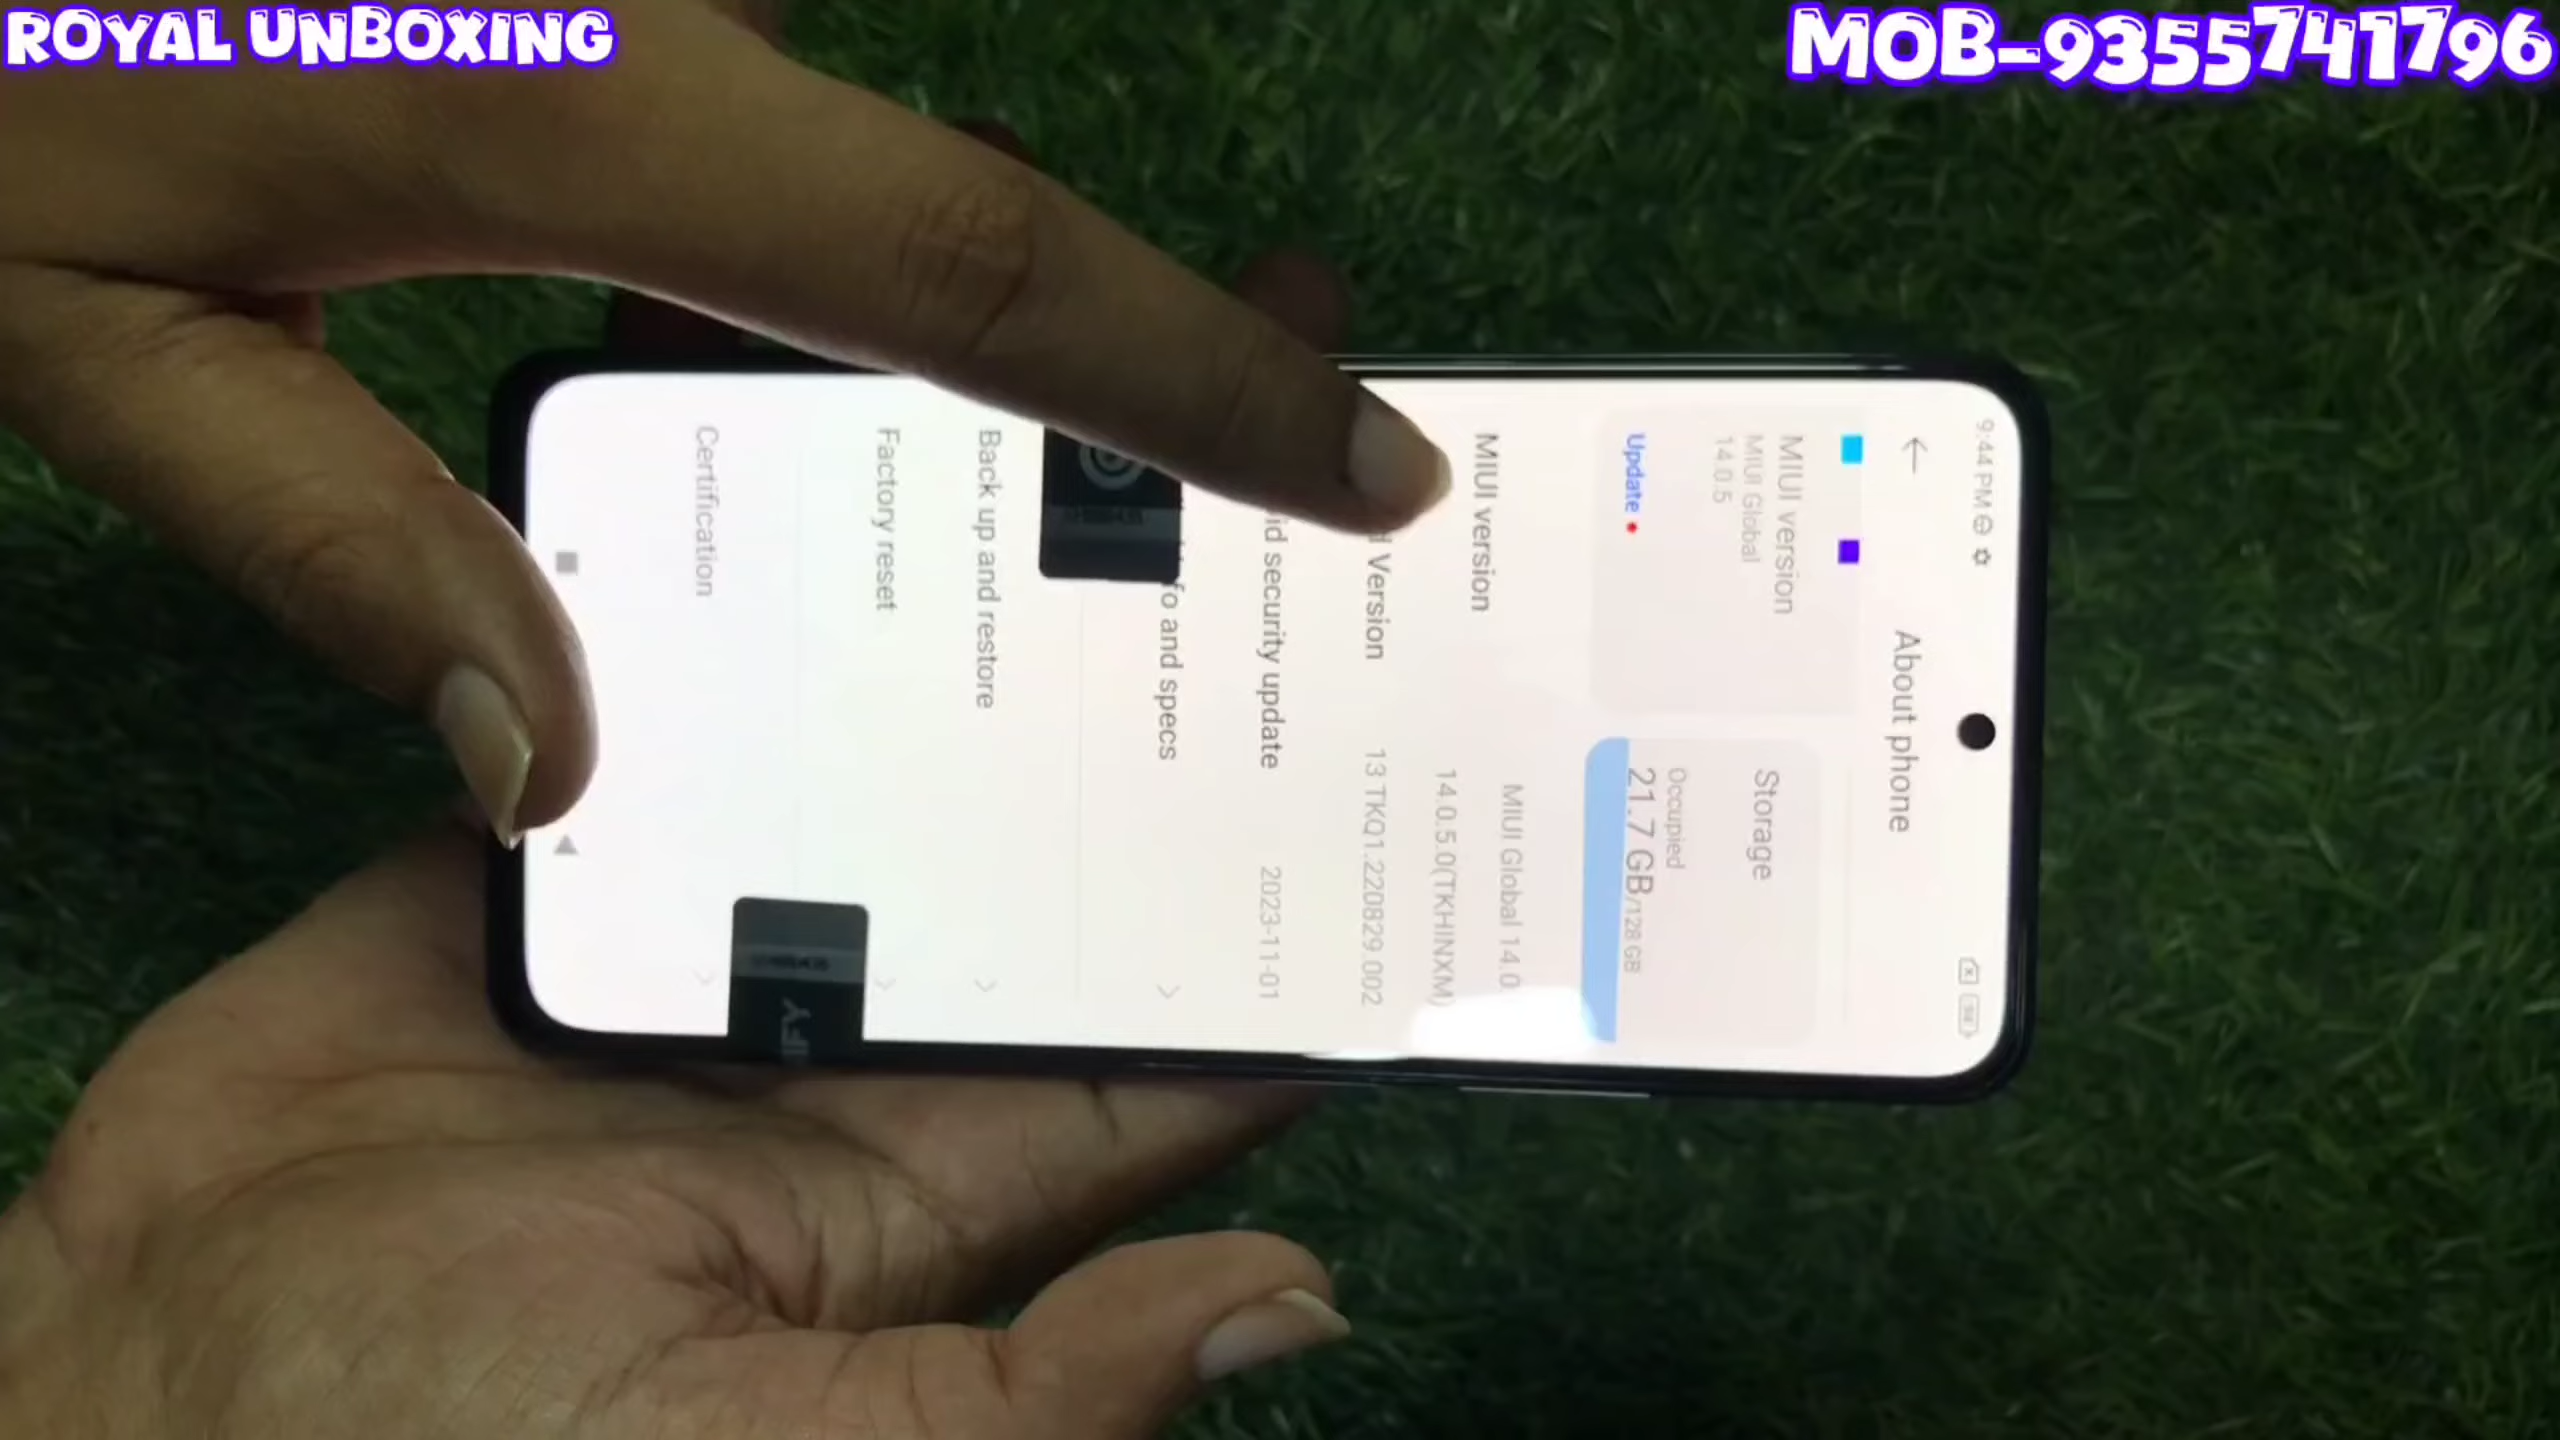 ROYAL UNBOXING
MOB-9355741796
9:44 PM
About phone
MIUI version
MIUI Global
14.0.5
Update
Storage
Occupied
21.7 GB/128 GB
MIUI version
MIUI Global 14.0
14.0.5.0(TKHINXM)
d Version
13 TKQ1.220829.002
id security update
2023-11-01
fo and specs
Back up and restore
Factory reset
Certification